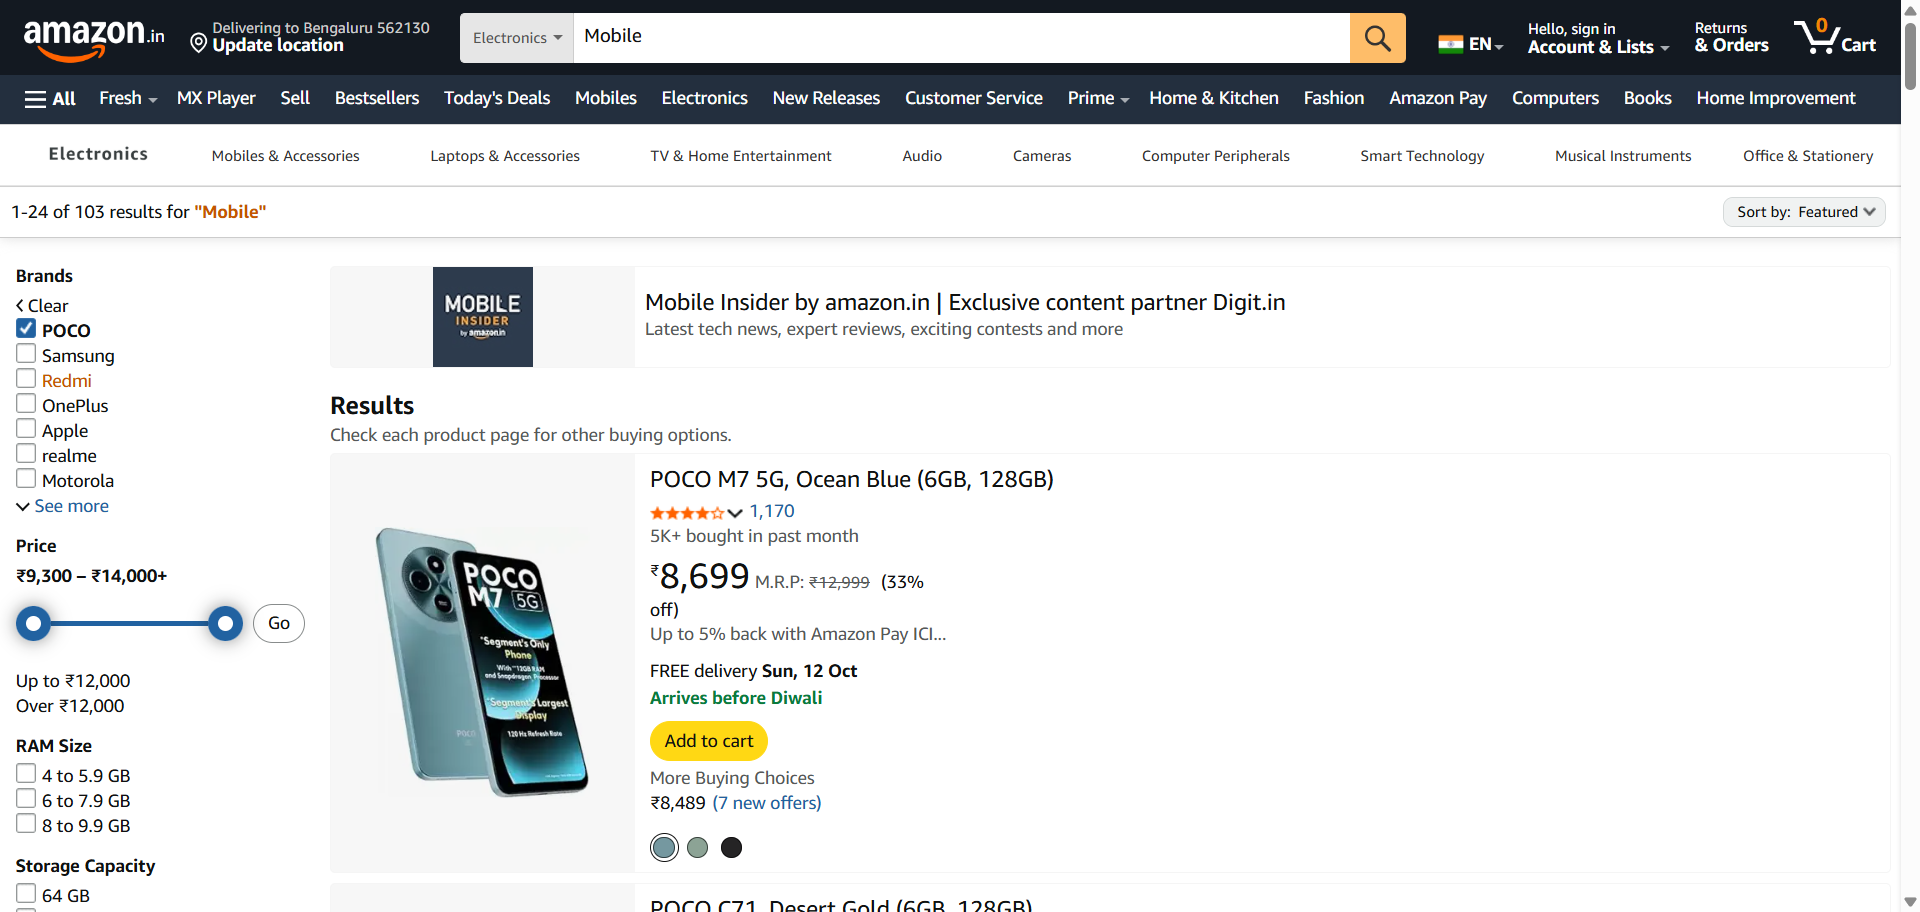 amazon.in
Delivering to Bengaluru 562130
Update location
Electronics
Mobile
EN
Hello, sign in
Account & Lists
Returns
& Orders
0
Cart
All
Fresh
MX Player
Sell
Bestsellers
Today's Deals
Mobiles
Electronics
New Releases
Customer Service
Prime
Home & Kitchen
Fashion
Amazon Pay
Computers
Books
Home Improvement
Electronics
Mobiles & Accessories
Laptops & Accessories
TV & Home Entertainment
Audio
Cameras
Computer Peripherals
Smart Technology
Musical Instruments
Office & Stationery
1-24 of 103 results for "Mobile"
Sort by: Featured
Brands
Clear
POCO
Samsung
Redmi
OnePlus
Apple
realme
Motorola
See more
Price
₹9,300 – ₹14,000+
Go
Up to ₹12,000
Over ₹12,000
RAM Size
4 to 5.9 GB
6 to 7.9 GB
8 to 9.9 GB
Storage Capacity
64 GB
MOBILE
INSIDER
by amazon.in
Mobile Insider by amazon.in | Exclusive content partner Digit.in
Latest tech news, expert reviews, exciting contests and more
Results
Check each product page for other buying options.
POCO
M7 5G
*Segment's Only
Phone
With **12GB RAM
and Snapdragon Processor
*Segment's Largest
Display
120 Hz Refresh Rate
POCO
POCO M7 5G, Ocean Blue (6GB, 128GB)
1,170
5K+ bought in past month
₹8,699 M.R.P: ₹12,999 (33%
off)
Up to 5% back with Amazon Pay ICI...
FREE delivery Sun, 12 Oct
Arrives before Diwali
Add to cart
More Buying Choices
₹8,489 (7 new offers)
POCO C71, Desert Gold (6GB, 128GB)